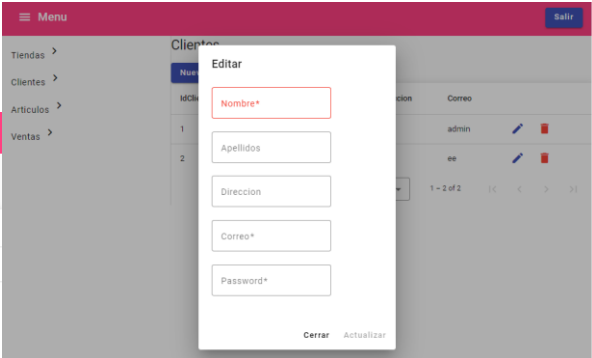 Menu
Salir
Tiendas
Clientes
Articulos
Ventas
Clientes
Editar
Nombre*
Apellidos
Direccion
Correo*
Password*
Cerrar Actualizar
Correo
1 admin
2 ee
1 – 2 of 2